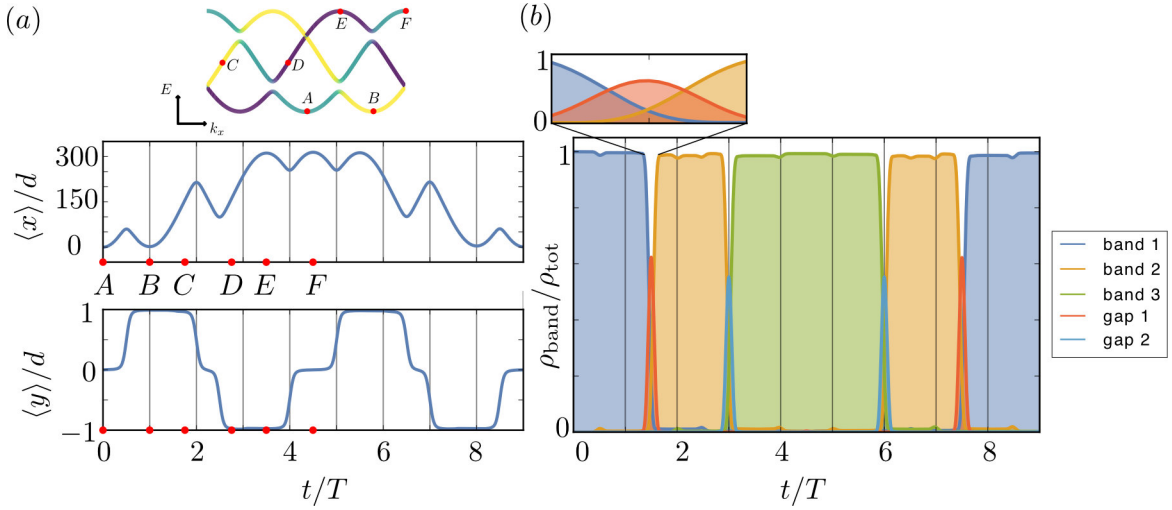 (a)
E
F
C
D
E
A
B
k_x
300
150
0
⟨x⟩/d
A B C D E F
1
0
−1
⟨y⟩/d
0 2 4 6 8
t/T
(b)
1
0
1
0
ρ_band/ρ_tot
0 2 4 6 8
t/T
band 1
band 2
band 3
gap 1
gap 2